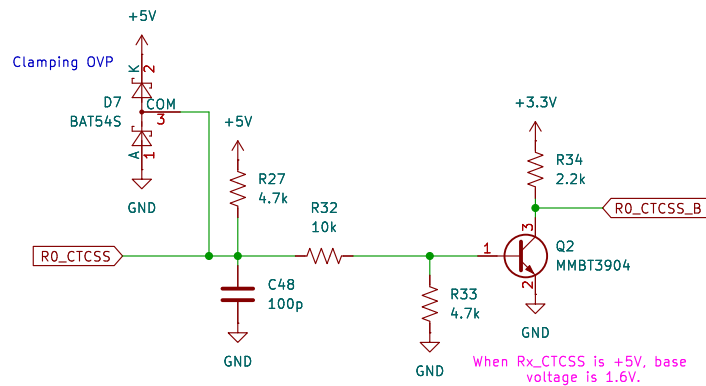 +5V
Clamping OVP
K
2
D7
COM
BAT54S
3
A
1
GND
+5V
R27
4.7k
R32
10k
R0_CTCSS
C48
100p
GND
R33
4.7k
GND
+3.3V
R34
2.2k
R0_CTCSS_B
3
1
Q2
MMBT3904
2
GND
When Rx_CTCSS is +5V, base
voltage is 1.6V.